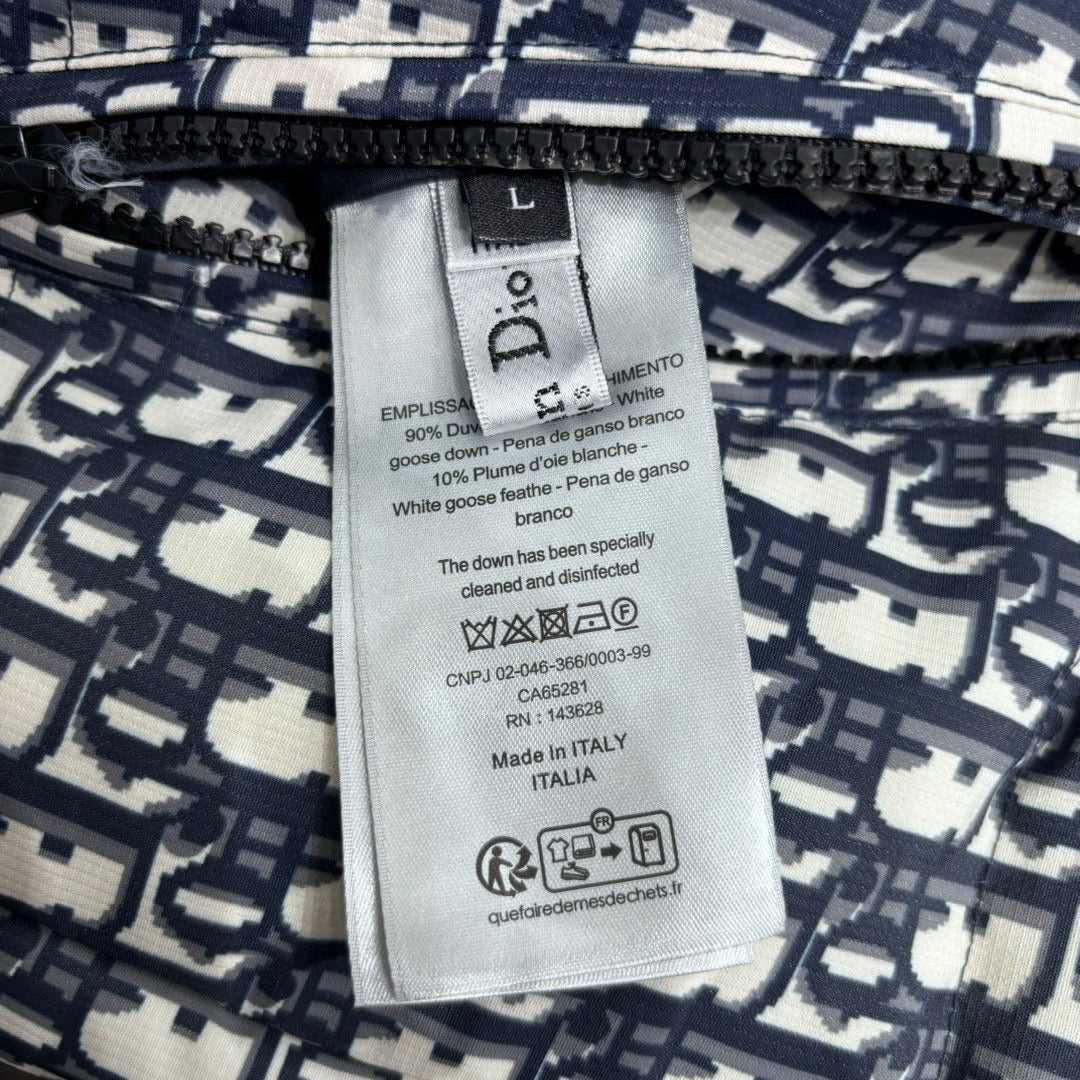 L
Dior
EMPLISSA
HIMENTO
90% Duv
White
goose down - Pena de ganso branco
10% Plume d'oie blanche -
White goose feathe - Pena de ganso
branco
The down has been specially
cleaned and disinfected
F
CNPJ 02-046-366/0003-99
CA65281
RN : 143628
Made In ITALY
ITALIA
FR
quefairedemesdechets.fr